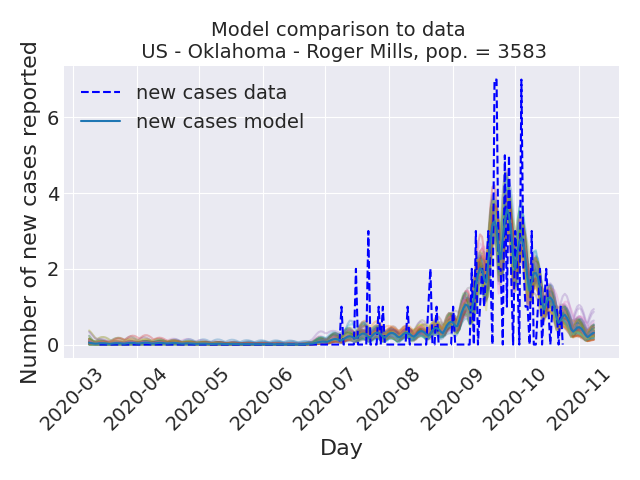 Model comparison to data
US - Oklahoma - Roger Mills, pop. = 3583
Number of new cases reported
6
4
2
0
new cases data
new cases model
2020-03
2020-04
2020-05
2020-06
2020-07
2020-08
2020-09
2020-10
2020-11
Day